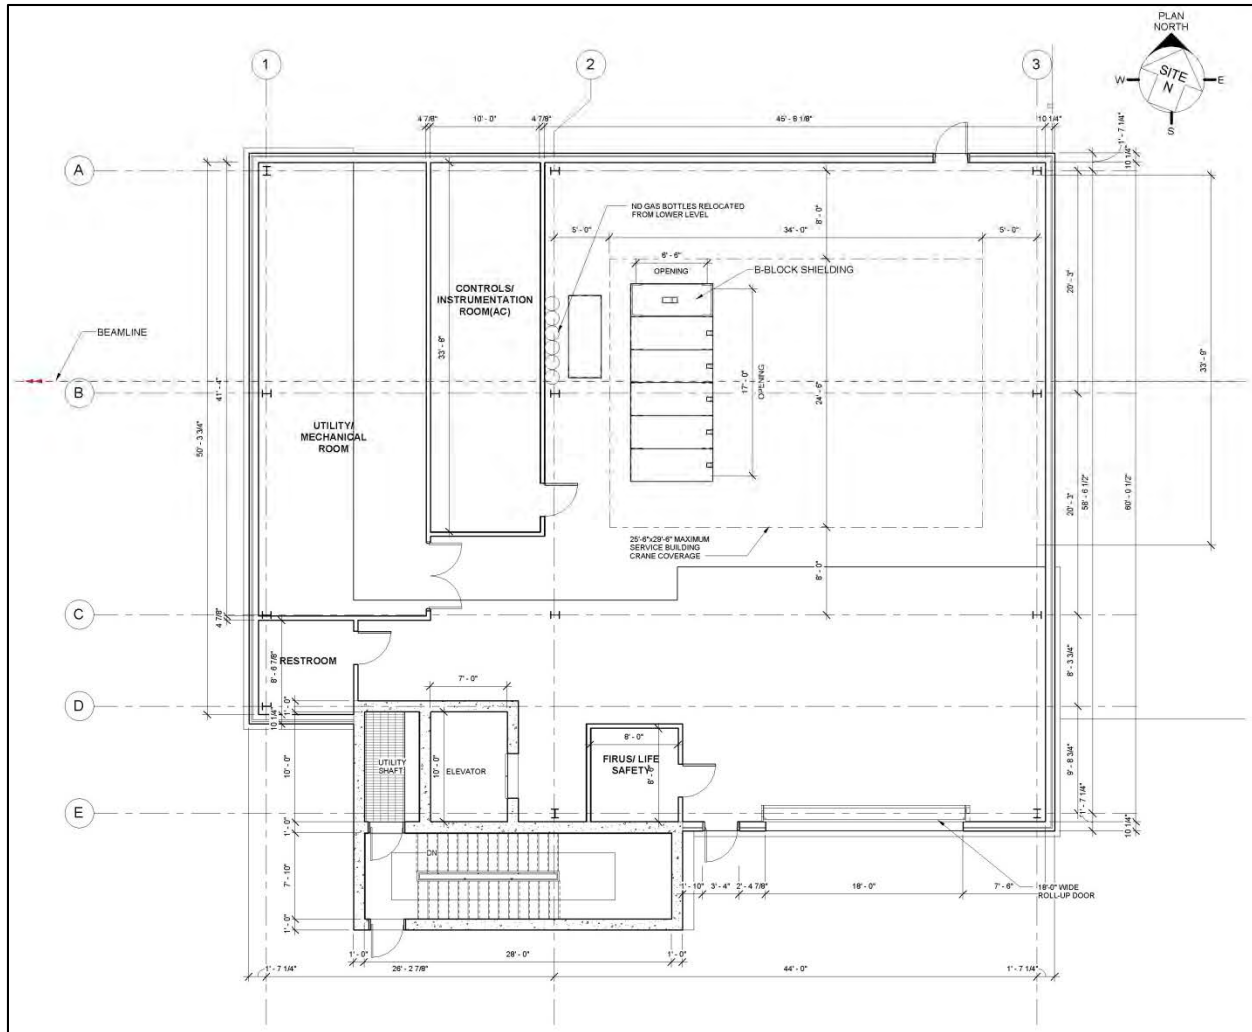 PLAN
NORTH
W
E
SITE
N
S
1
2
3
4 7/8"
10' - 0"
4 7/8"
45' - 9 1/8"
10 1/4"
1' - 7 1/4"
10 1/4"
A
ND GAS BOTTLES RELOCATED
FROM LOWER LEVEL
8' - 0"
5' - 0"
34' - 0"
5' - 0"
6' - 6"
OPENING
B-BLOCK SHIELDING
20' - 3"
CONTROLS/
INSTRUMENTATION
ROOM(AC)
33' - 6"
BEAMLINE
B
41' - 4"
50' - 3 3/4"
17' - 0"
OPENING
24' - 6"
33' - 9"
UTILITY/
MECHANICAL
ROOM
20' - 3"
58' - 6 1/2"
60' - 0 1/2"
25'-6"x29'-6" MAXIMUM
SERVICE BUILDING
CRANE COVERAGE
8' - 0"
C
4 7/8"
RESTROOM
8' - 6 7/8"
8' - 3 3/4"
7' - 0"
D
10 1/4"
1' - 0"
10' - 0"
UTILITY
SHAFT
10' - 0"
ELEVATOR
8' - 0"
FIRUS/ LIFE
SAFETY
8' - 0"
9' - 8 3/4"
1' - 7 1/4"
10 1/4"
E
1' - 0"
DN
7' - 10"
1' - 0"
1' - 10"
3' - 4"
2' - 4 7/8"
18' - 0"
7' - 6"
18'-0" WIDE
ROLL-UP DOOR
1' - 0"
28' - 0"
1' - 0"
1' - 7 1/4"
26' - 2 7/8"
44' - 0"
1' - 7 1/4"